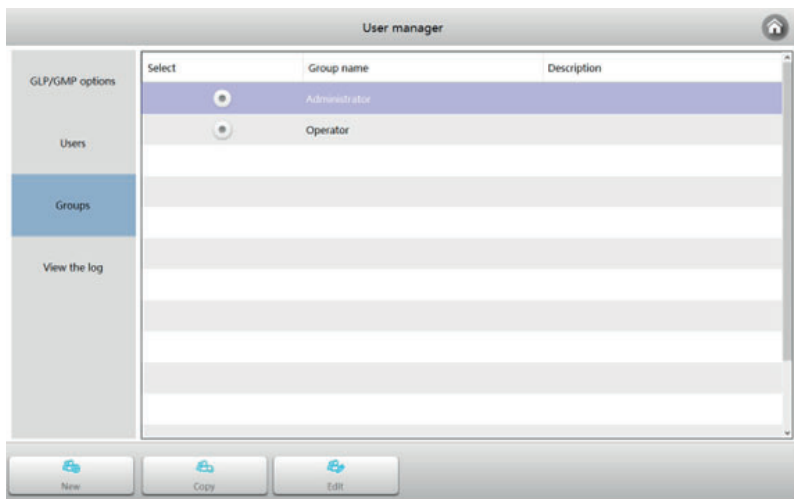 User manager
Select Group name Description
GLP/GMP options
Administrator
Operator
Users
Groups
View the log
New Copy Edit